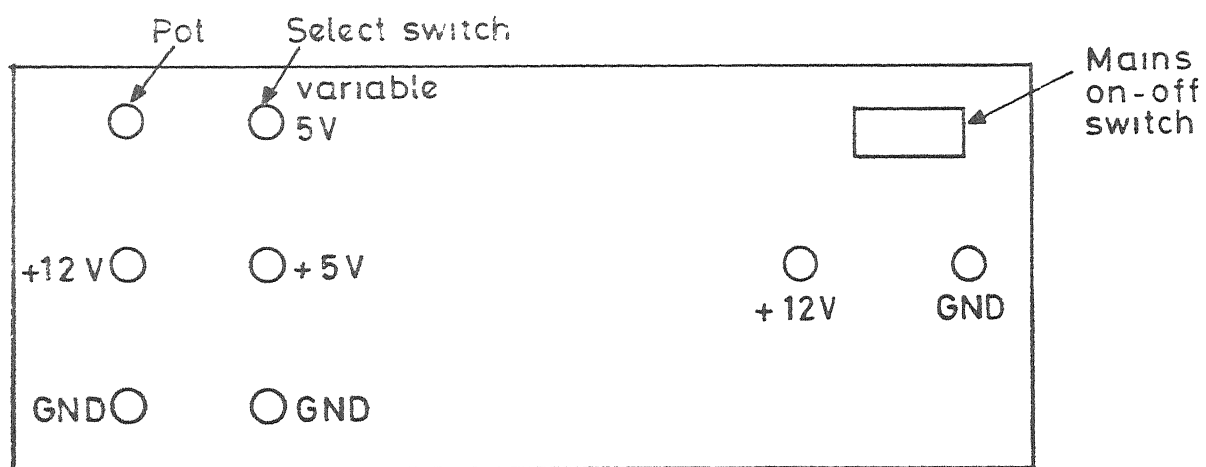 Pot
Select switch
variable
5V
Mains
on-off
switch
+12V
+5V
+12V
GND
GND
GND